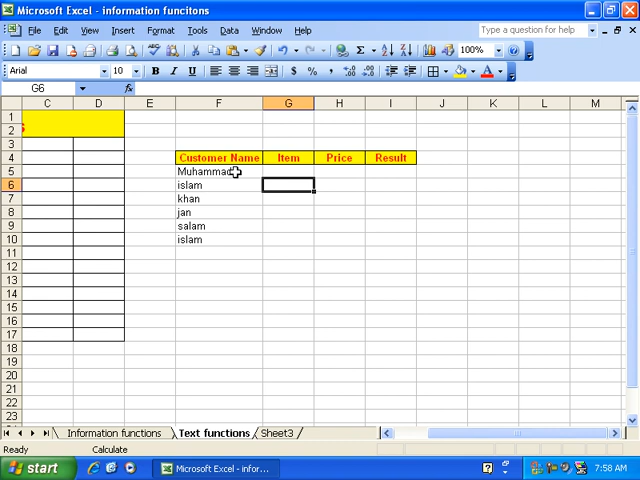 Microsoft Excel - information funcitons
File Edit View Insert Format Tools Data Window Help
Type a question for help
100%
Arial 10 B I U
G6 fx
C D E F G H I J K L M
1
2 S
3
4 Customer Name Item Price Result
5 Muhammad
6 islam
7 khan
8 jan
9 salam
10 islam
11
12
13
14
15
16
17
18
19
20
21
22
23
Information functions Text functions Sheet3
Ready Calculate
start Microsoft Excel - infor... 7:58 AM